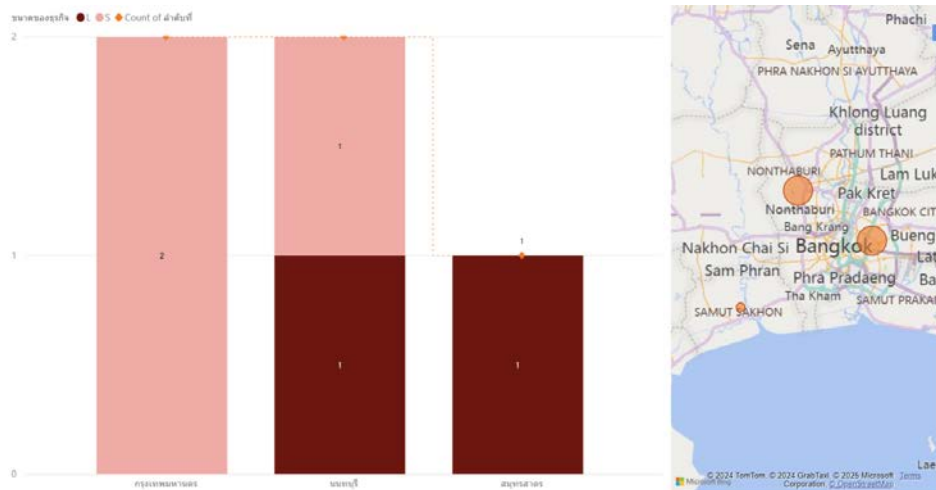 ขนาดของธุรกิจ L S Count of ลำดับที่
2
1
0
2
1
1
1
1
กรุงเทพมหานคร
นนทบุรี
สมุทรสาคร
Phachi
Sena
Ayutthaya
PHRA NAKHON SI AYUTTHAYA
Khlong Luang
district
PATHUM THANI
NONTHABURI
Lam Luk
Pak Kret
Nonthaburi
BANGKOK CIT
Bang Krang
Bueng
Nakhon Chai Si
Bangkok
Lat
Sam Phran
Phra Pradaeng
Ba
Tha Kham
SAMUT PRAKA
SAMUT SAKHON
Lae
Microsoft Bing
© 2024 TomTom, © 2024 GrabTaxi, © 2026 Microsoft Terms
Corporation, © OpenStreetMap